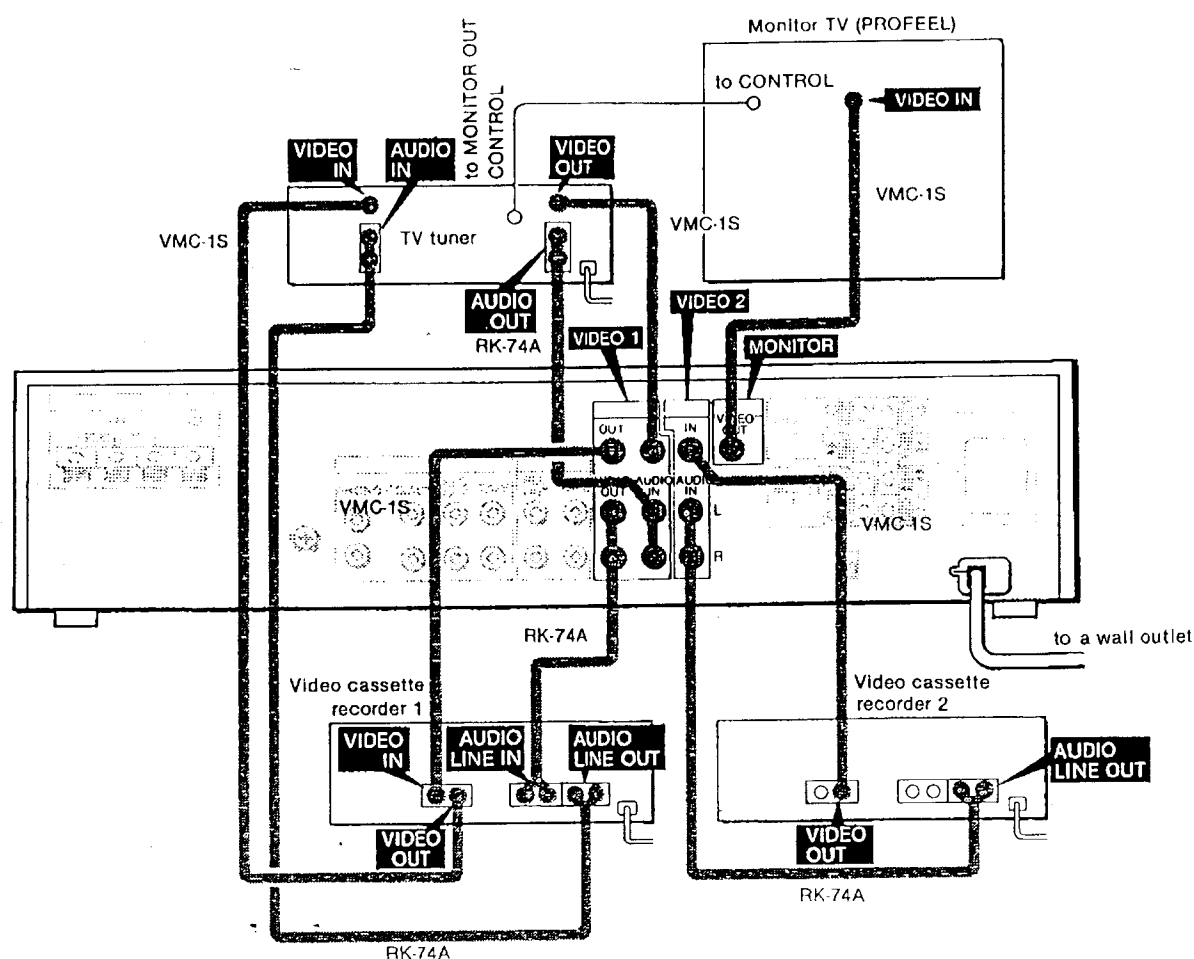 Monitor TV (PROFEEL)
to MONITOR OUT
CONTROL
to CONTROL
VIDEO IN
VIDEO
IN
AUDIO
IN
VIDEO
OUT
VMC-1S
TV tuner
VMC-1S
VMC-1S
AUDIO
OUT
RK-74A
VIDEO 1
VIDEO 2
MONITOR
OUT
IN
VIDEO
OUT
OUT
AUDIO
IN
AUDIO
IN
L
R
VMC-1S
VMC-1S
to a wall outlet
RK-74A
Video cassette
recorder 1
Video cassette
recorder 2
VIDEO
IN
AUDIO
LINE IN
AUDIO
LINE OUT
AUDIO
LINE OUT
VIDEO
OUT
VIDEO
OUT
RK-74A
RK-74A